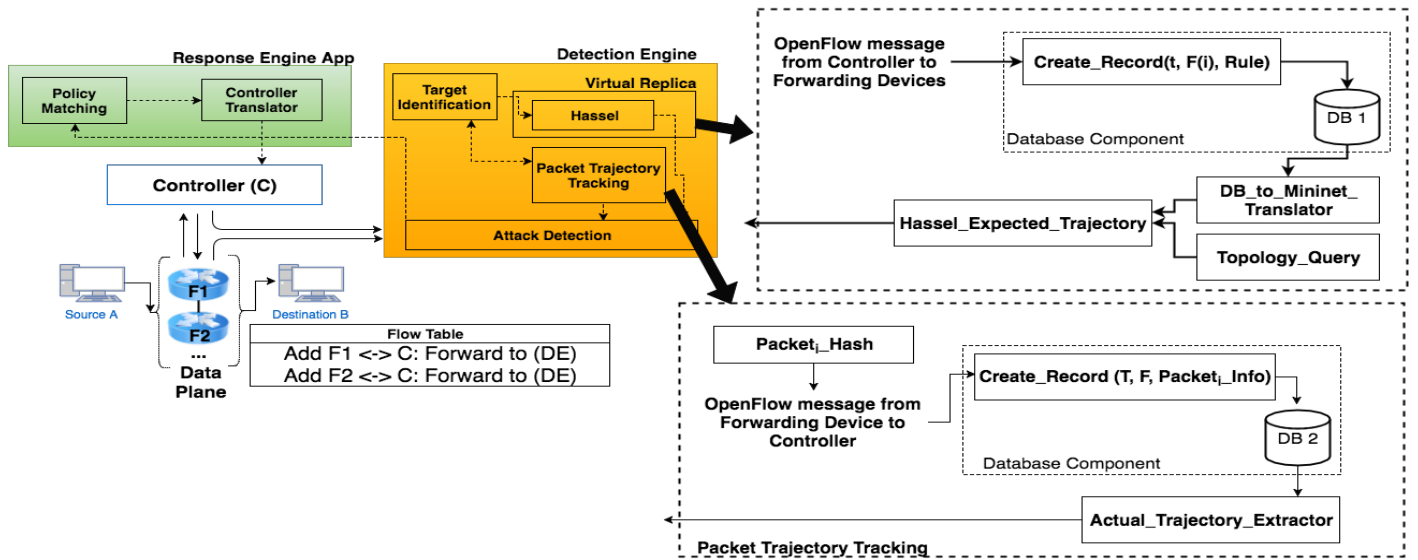 Response Engine App
Policy
Matching
Controller
Translator
Detection Engine
Virtual Replica
Target
Identification
Hassel
Packet Trajectory
Tracking
Attack Detection
Controller (C)
Source A
F1
F2
...
Data
Plane
Destination B
Flow Table
Add F1 <-> C: Forward to (DE)
Add F2 <-> C: Forward to (DE)
OpenFlow message
from Controller to
Forwarding Devices
Create_Record(t, F(i), Rule)
DB 1
Database Component
DB_to_Mininet_
Translator
Hassel_Expected_Trajectory
Topology_Query
Packetᵢ_Hash
OpenFlow message from
Forwarding Device to
Controller
Create_Record (T, F, Packetᵢ_Info)
DB 2
Database Component
Actual_Trajectory_Extractor
Packet Trajectory Tracking